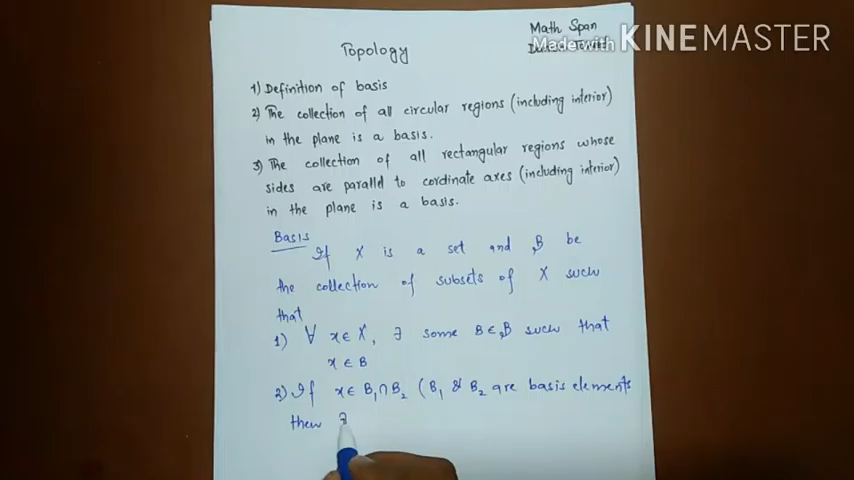 Math Span
Made with KINEMASTER
Topology
1) Definition of basis
2) The collection of all circular regions (including interior)
in the plane is a basis.
3) The collection of all rectangular regions whose
sides are parallel to cordinate axes (including interior)
in the plane is a basis.
Basis
If X is a set and B be
the collection of subsets of X such
that
1) ∀ x ∈ X, ∃ some B ∈ B such that
x ∈ B
2) If x ∈ B₁ ∩ B₂ ( B₁ & B₂ are basis elements
then ∃